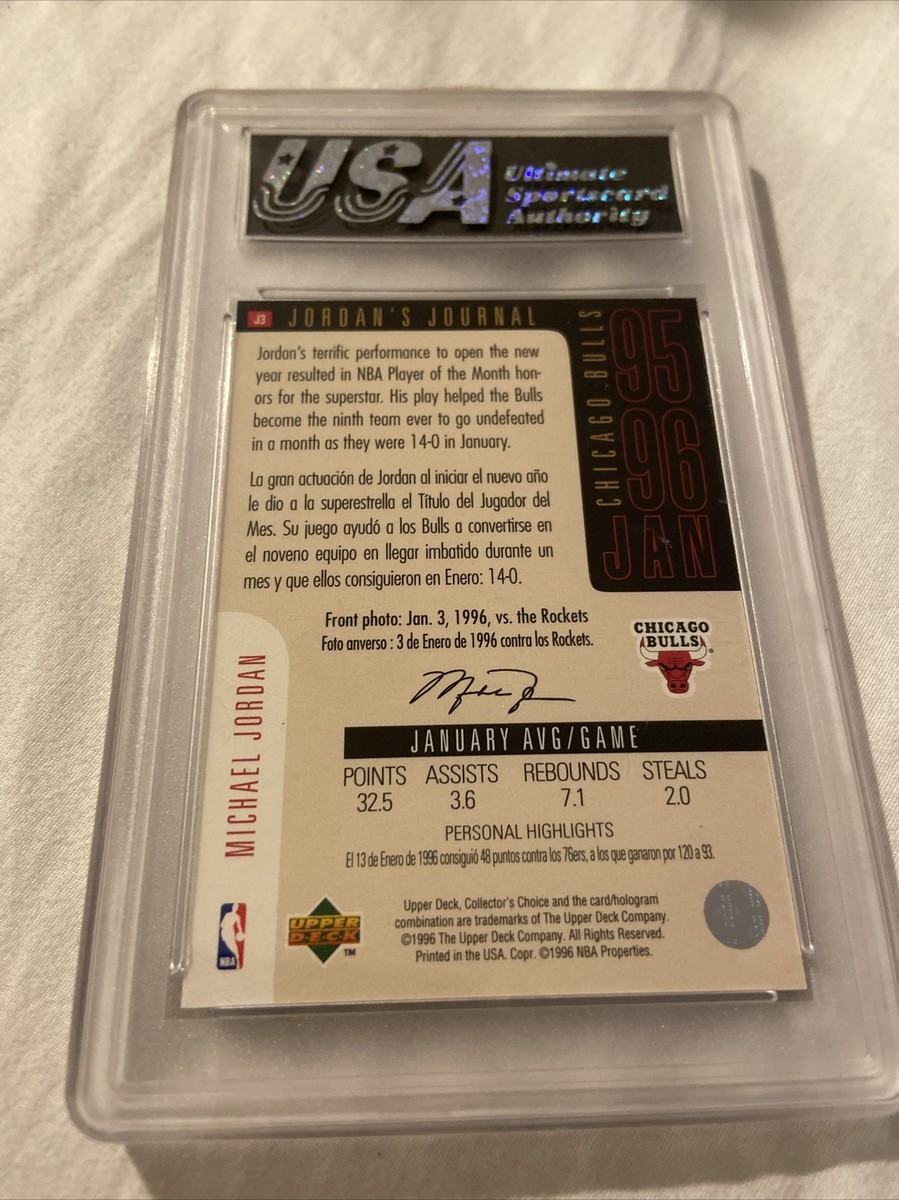 USA
Ultimate
Sportscard
Authority
J3 JORDAN'S JOURNAL
Jordan's terrific performance to open the new
year resulted in NBA Player of the Month hon-
ors for the superstar. His play helped the Bulls
become the ninth team ever to go undefeated
in a month as they were 14-0 in January.
La gran actuación de Jordan al iniciar el nuevo año
le dio a la superestrella el Título del Jugador del
Mes. Su juego ayudó a los Bulls a convertirse en
el noveno equipo en llegar imbatido durante un
mes y que ellos consiguieron en Enero: 14-0.
CHICAGO BULLS
95
96
JAN
Front photo: Jan. 3, 1996, vs. the Rockets
Foto anverso : 3 de Enero de 1996 contra los Rockets.
CHICAGO
BULLS
MICHAEL JORDAN
JANUARY AVG/GAME
POINTS ASSISTS REBOUNDS STEALS
32.5 3.6 7.1 2.0
PERSONAL HIGHLIGHTS
El 13 de Enero de 1996 consiguió 48 puntos contra los 76ers, a los que ganaron por 120 a 93.
NBA
UPPER
DECK
TM
Upper Deck, Collector's Choice and the card/hologram
combination are trademarks of The Upper Deck Company.
©1996 The Upper Deck Company. All Rights Reserved.
Printed in the USA. Copr. ©1996 NBA Properties.